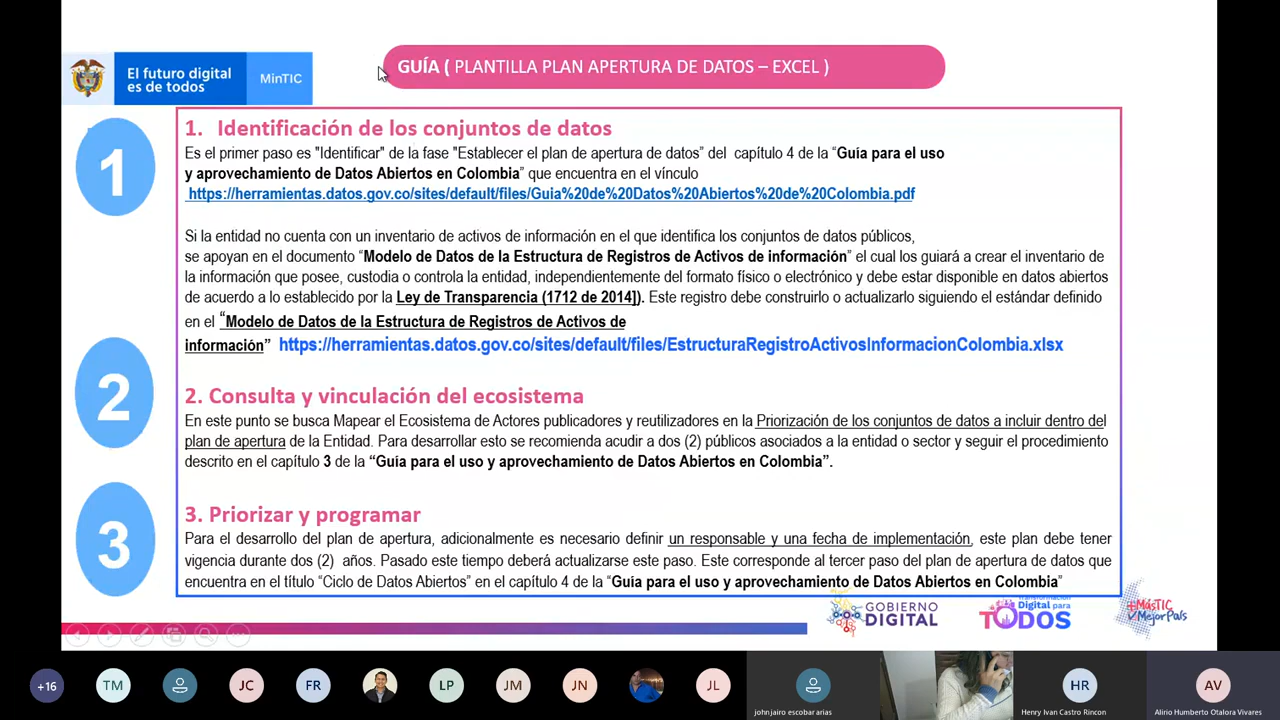 El futuro digital
es de todos
MinTIC
GUÍA ( PLANTILLA PLAN APERTURA DE DATOS – EXCEL )
1
1. Identificación de los conjuntos de datos
Es el primer paso es "Identificar" de la fase "Establecer el plan de apertura de datos" del capítulo 4 de la “Guía para el uso
y aprovechamiento de Datos Abiertos en Colombia” que encuentra en el vínculo
https://herramientas.datos.gov.co/sites/default/files/Guia%20de%20Datos%20Abiertos%20de%20Colombia.pdf
Si la entidad no cuenta con un inventario de activos de información en el que identifica los conjuntos de datos públicos,
se apoyan en el documento “Modelo de Datos de la Estructura de Registros de Activos de información” el cual los guiará a crear el inventario de
la información que posee, custodia o controla la entidad, independientemente del formato físico o electrónico y debe estar disponible en datos abiertos
de acuerdo a lo establecido por la Ley de Transparencia (1712 de 2014]). Este registro debe construirlo o actualizarlo siguiendo el estándar definido
en el “Modelo de Datos de la Estructura de Registros de Activos de
información” https://herramientas.datos.gov.co/sites/default/files/EstructuraRegistroActivosInformacionColombia.xlsx
2
2. Consulta y vinculación del ecosistema
En este punto se busca Mapear el Ecosistema de Actores publicadores y reutilizadores en la Priorización de los conjuntos de datos a incluir dentro del
plan de apertura de la Entidad. Para desarrollar esto se recomienda acudir a dos (2) públicos asociados a la entidad o sector y seguir el procedimiento
descrito en el capítulo 3 de la “Guía para el uso y aprovechamiento de Datos Abiertos en Colombia”.
3
3. Priorizar y programar
Para el desarrollo del plan de apertura, adicionalmente es necesario definir un responsable y una fecha de implementación, este plan debe tener
vigencia durante dos (2) años. Pasado este tiempo deberá actualizarse este paso. Este corresponde al tercer paso del plan de apertura de datos que
encuentra en el título “Ciclo de Datos Abiertos” en el capítulo 4 de la “Guía para el uso y aprovechamiento de Datos Abiertos en Colombia”
GOBIERNO
DIGITAL
Transformación
Digital para
TODOS
+MásTIC
MejorPaís
+16
TM
JC
FR
LP
JM
JN
JL
john jairo escobar arias
HR
Henry Ivan Castro Rincon
AV
Alirio Humberto Otalora Vivares